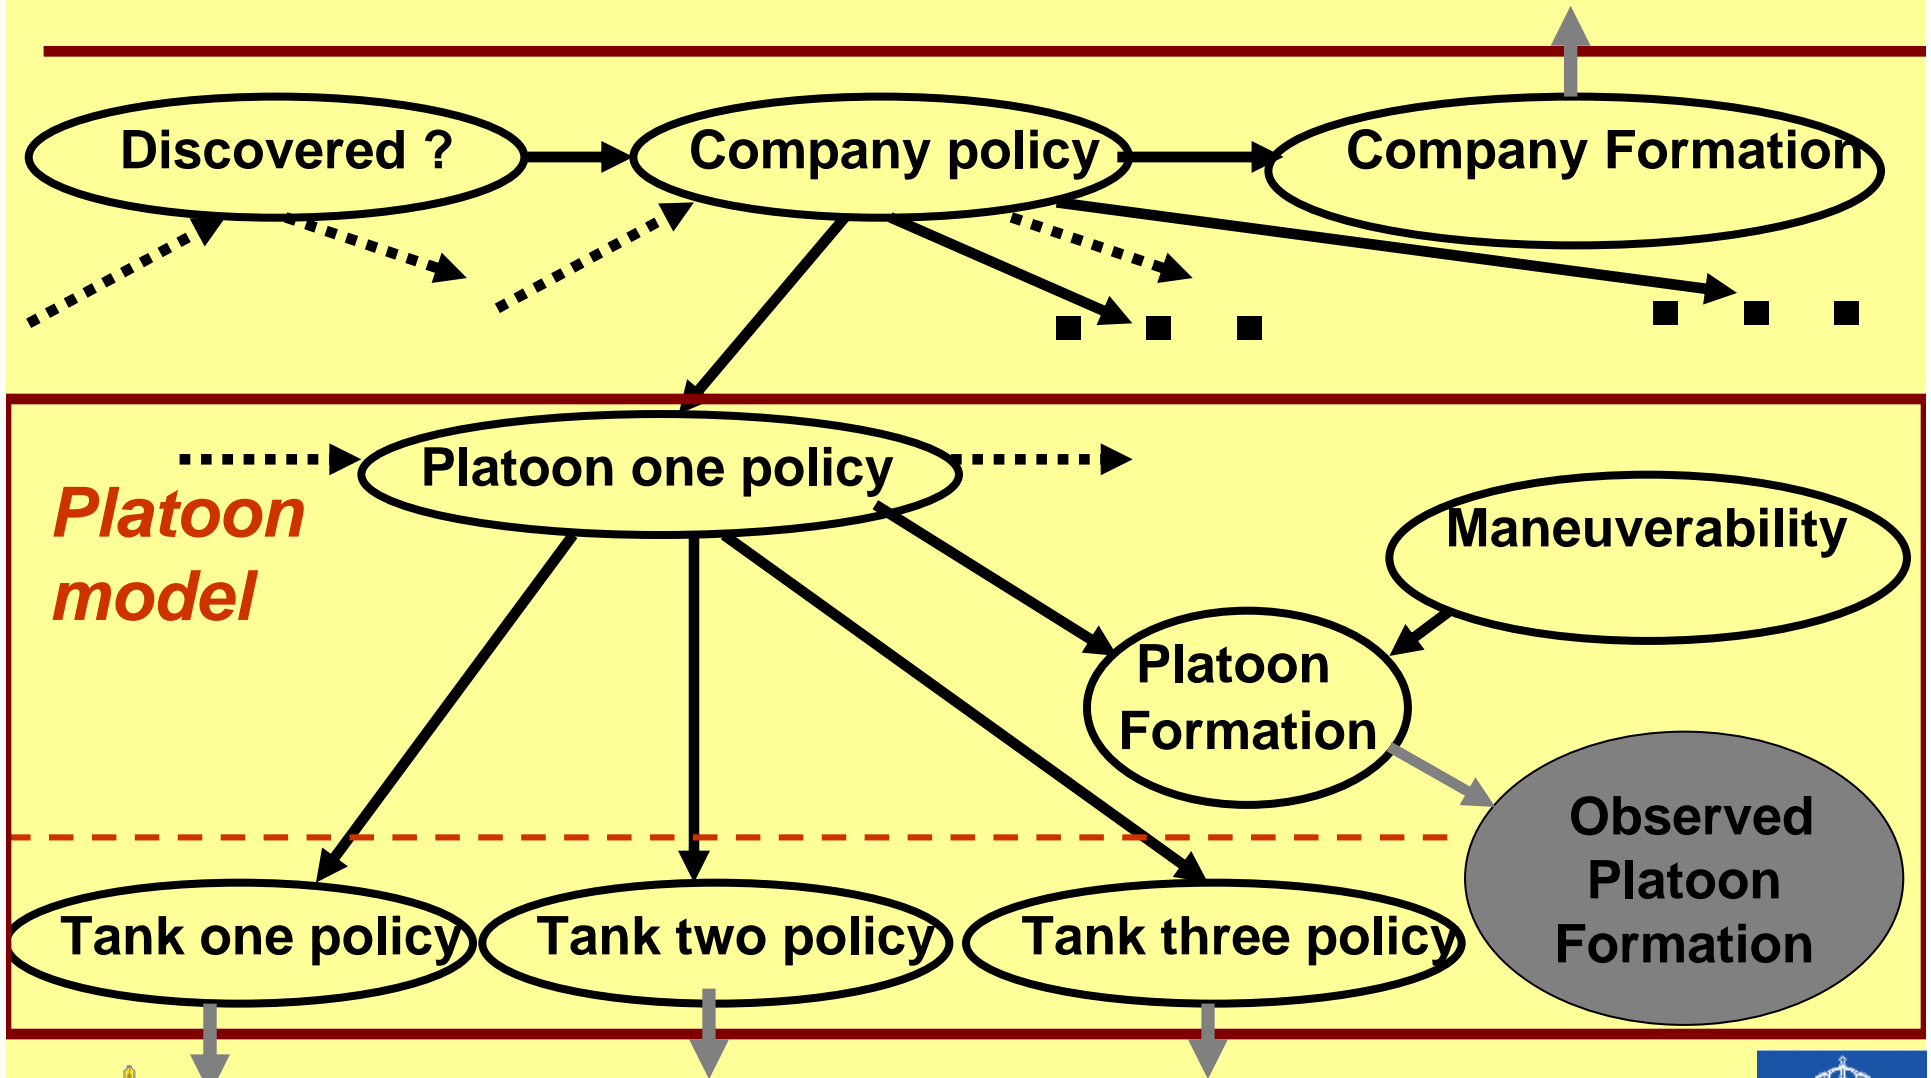 Discovered ?
Company policy
Company Formation
Platoon one policy
Platoon
model
Maneuverability
Platoon
Formation
Observed
Platoon
Formation
Tank one policy
Tank two policy
Tank three policy